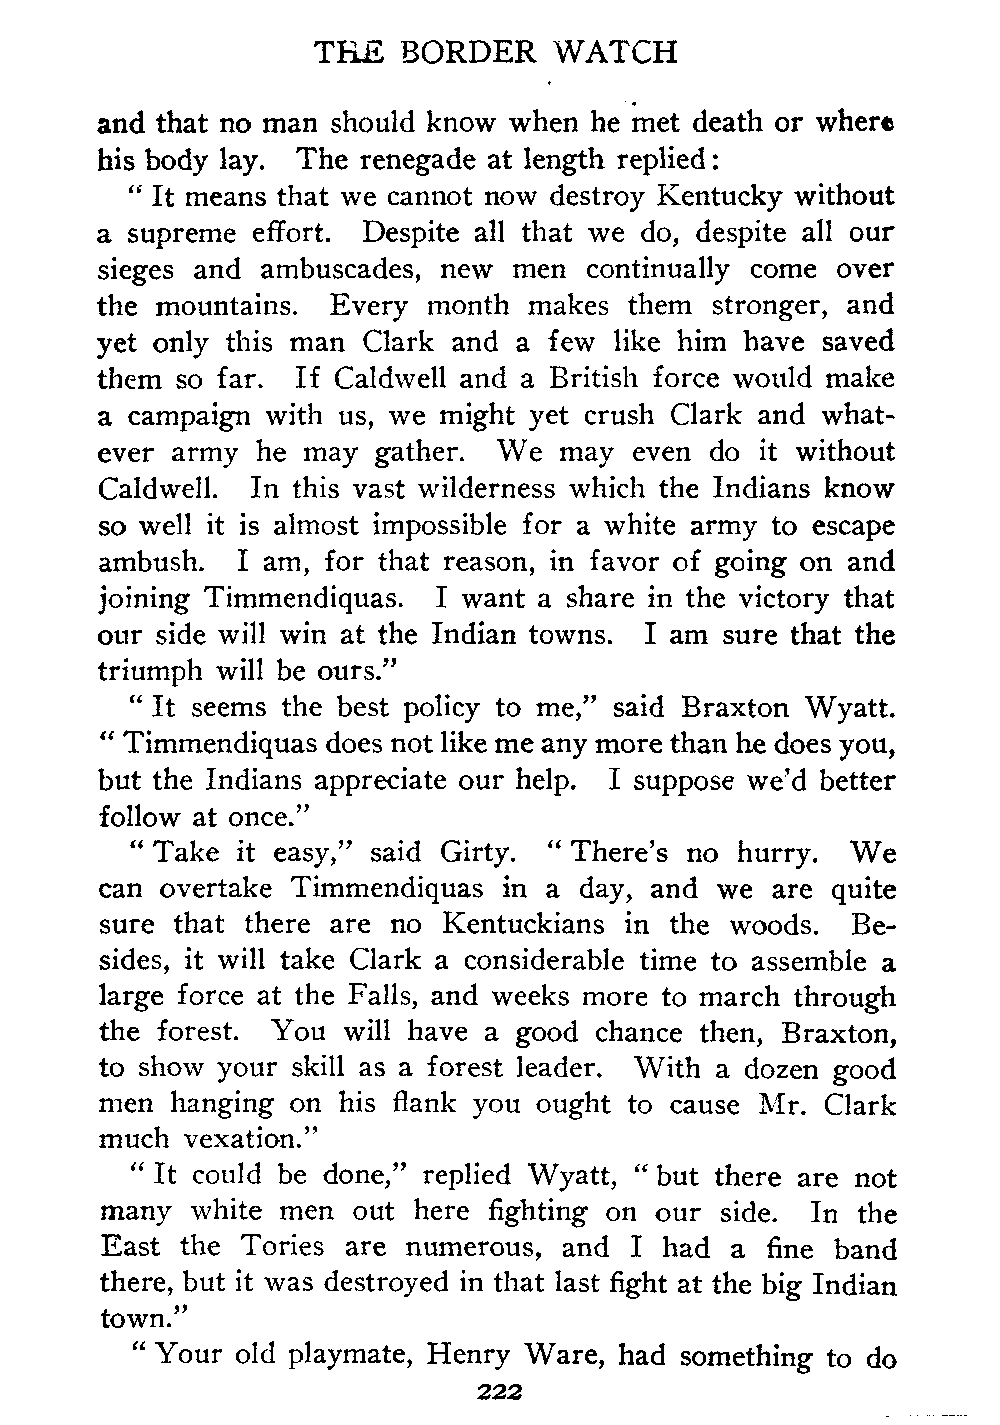 THE BORDER WATCH
and that no man should know when he met death or where
his body lay. The renegade at length replied:
“ It means that we cannot now destroy Kentucky without
a supreme effort. Despite all that we do, despite all our
sieges and ambuscades, new men continually come over
the mountains. Every month makes them stronger, and
yet only this man Clark and a few like him have saved
them so far. If Caldwell and a British force would make
a campaign with us, we might yet crush Clark and what-
ever army he may gather. We may even do it without
Caldwell. In this vast wilderness which the Indians know
so well it is almost impossible for a white army to escape
ambush. I am, for that reason, in favor of going on and
joining Timmendiquas. I want a share in the victory that
our side will win at the Indian towns. I am sure that the
triumph will be ours.”
“ It seems the best policy to me,” said Braxton Wyatt.
“ Timmendiquas does not like me any more than he does you,
but the Indians appreciate our help. I suppose we’d better
follow at once.”
“ Take it easy,” said Girty. “ There’s no hurry. We
can overtake Timmendiquas in a day, and we are quite
sure that there are no Kentuckians in the woods. Be-
sides, it will take Clark a considerable time to assemble a
large force at the Falls, and weeks more to march through
the forest. You will have a good chance then, Braxton,
to show your skill as a forest leader. With a dozen good
men hanging on his flank you ought to cause Mr. Clark
much vexation.”
“ It could be done,” replied Wyatt, “ but there are not
many white men out here fighting on our side. In the
East the Tories are numerous, and I had a fine band
there, but it was destroyed in that last fight at the big Indian
town.”
“ Your old playmate, Henry Ware, had something to do
222